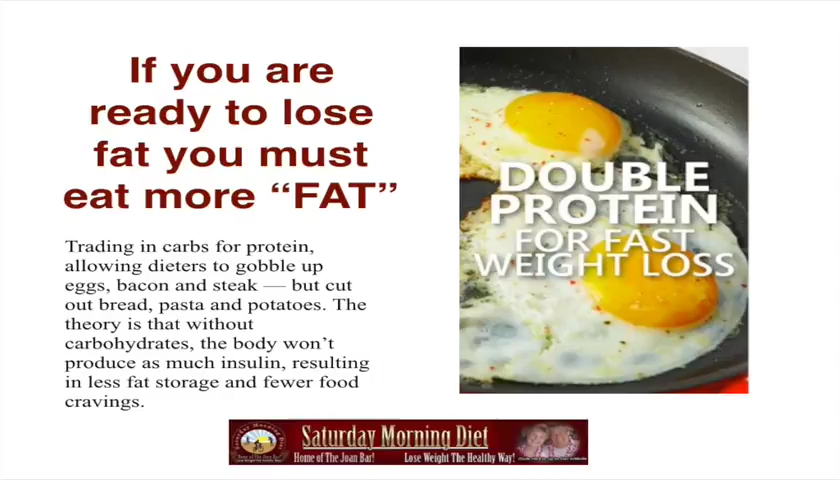 If you are
ready to lose
fat you must
eat more “FAT”
Trading in carbs for protein,
allowing dieters to gobble up
eggs, bacon and steak — but cut
out bread, pasta and potatoes. The
theory is that without
carbohydrates, the body won’t
produce as much insulin, resulting
in less fat storage and fewer food
cravings.
DOUBLE
PROTEIN
FOR FAST
WEIGHT LOSS
Saturday Morning Diet
Home of The Joan Bar!
Lose Weight The Healthy Way!